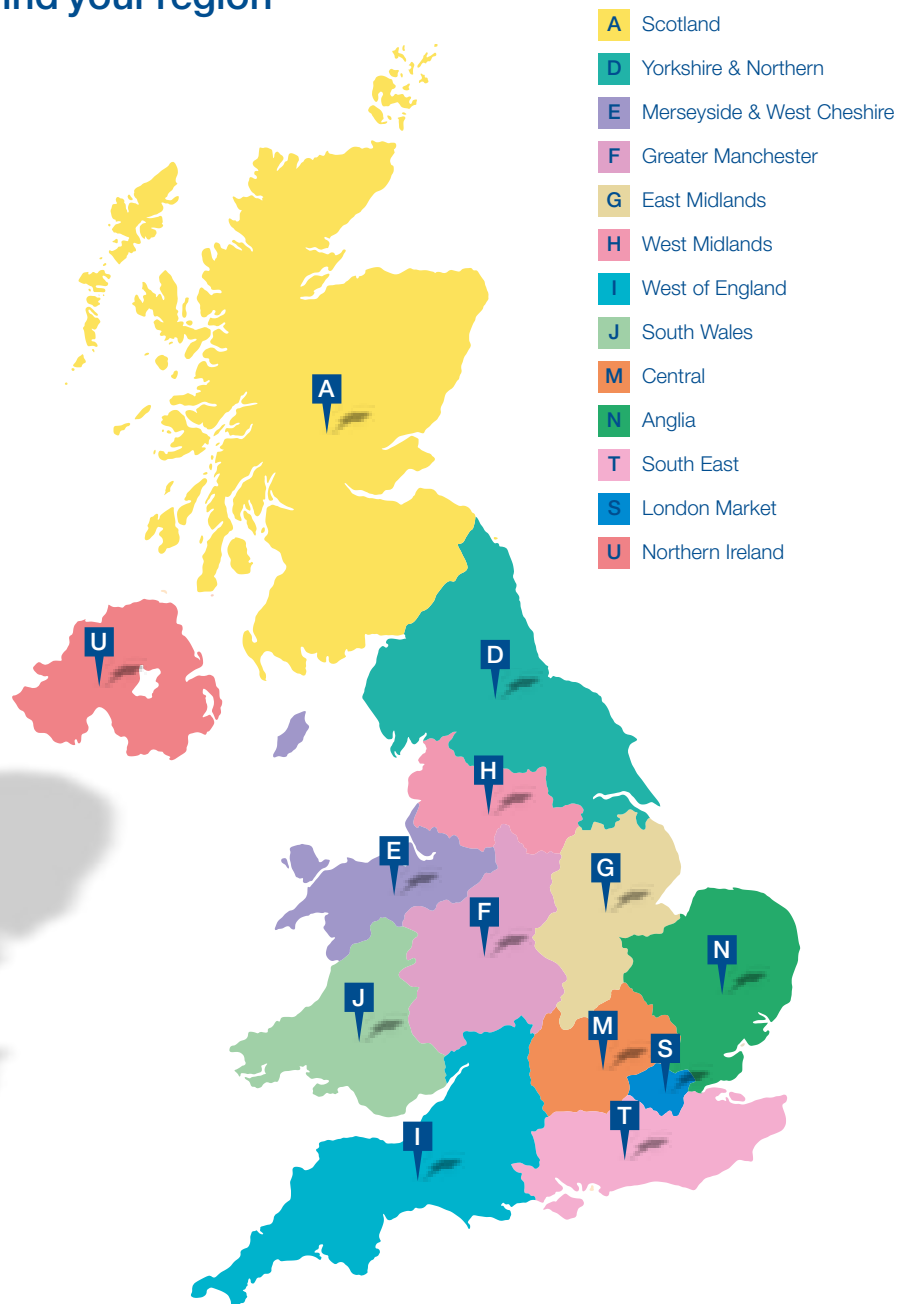 ind your region
A Scotland
D Yorkshire & Northern
E Merseyside & West Cheshire
F Greater Manchester
G East Midlands
H West Midlands
I West of England
J South Wales
M Central
N Anglia
T South East
S London Market
U Northern Ireland
A
U
D
H
E
G
F
N
J
M
S
T
I